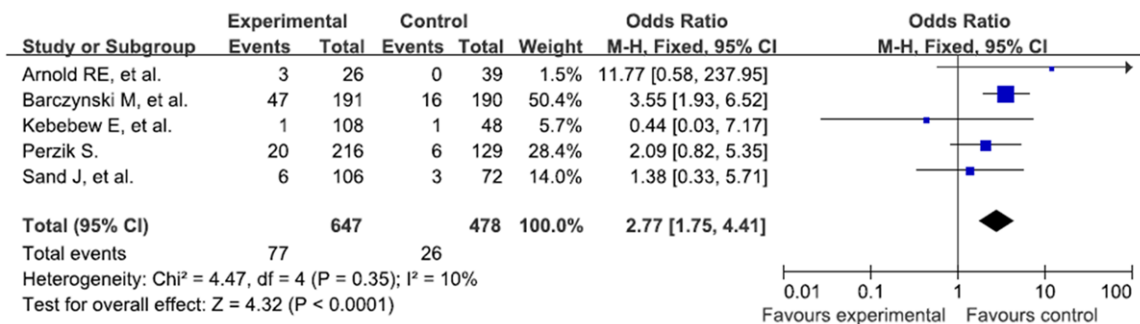 Experimental Control Odds Ratio Odds Ratio
Study or Subgroup Events Total Events Total Weight M-H, Fixed, 95% CI M-H, Fixed, 95% CI
Arnold RE, et al. 3 26 0 39 1.5% 11.77 [0.58, 237.95]
Barczynski M, et al. 47 191 16 190 50.4% 3.55 [1.93, 6.52]
Kebebew E, et al. 1 108 1 48 5.7% 0.44 [0.03, 7.17]
Perzik S. 20 216 6 129 28.4% 2.09 [0.82, 5.35]
Sand J, et al. 6 106 3 72 14.0% 1.38 [0.33, 5.71]
Total (95% CI) 647 478 100.0% 2.77 [1.75, 4.41]
Total events 77 26
Heterogeneity: Chi² = 4.47, df = 4 (P = 0.35); I² = 10%
Test for overall effect: Z = 4.32 (P < 0.0001)
0.01 0.1 1 10 100
Favours experimental Favours control